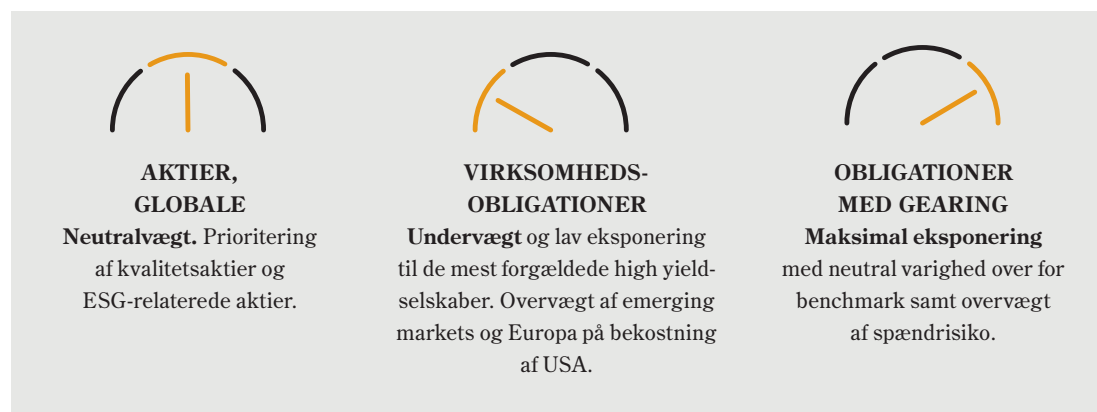 AKTIER,
GLOBALE
Neutralvægt. Prioritering
af kvalitetsaktier og
ESG-relaterede aktier.
VIRKSOMHEDS-
OBLIGATIONER
Undervægt og lav eksponering
til de mest forgældede high yield-
selskaber. Overvægt af emerging
markets og Europa på bekostning
af USA.
OBLIGATIONER
MED GEARING
Maksimal eksponering
med neutral varighed over for
benchmark samt overvægt
af spændrisiko.